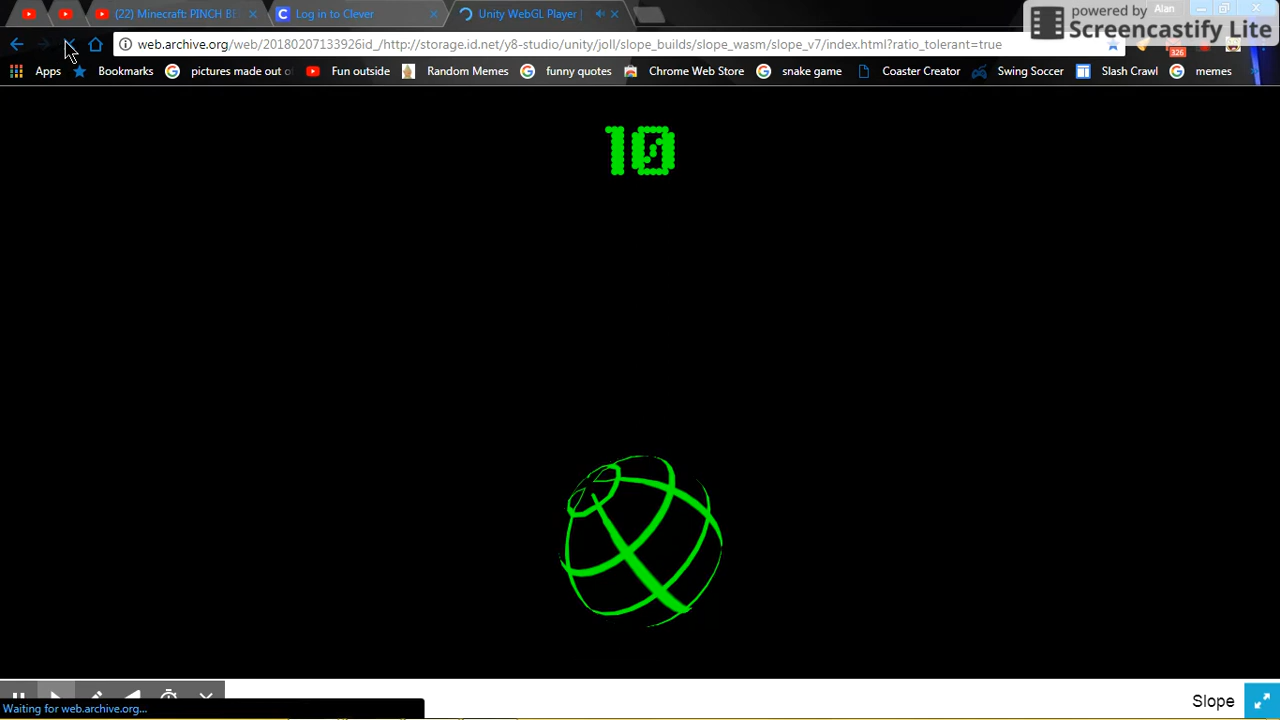 (22) Minecraft: PINCH BE
Log in to Clever
Unity WebGL Player |
Alan
powered by
Screencastify Lite
web.archive.org/web/20180207133926id_/http://storage.idnet/y8-studio/unity/joll/slope_builds/slope_wasm/slope_v7/index.html?ratio_tolerant=true
326
Apps
Bookmarks
pictures made out o
Fun outside
Random Memes
funny quotes
Chrome Web Store
snake game
Coaster Creator
Swing Soccer
Slash Crawl
memes
10
Slope
Waiting for web.archive.org...